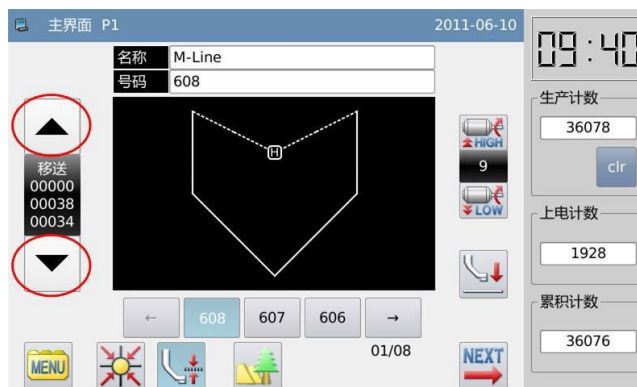 主界面 P1
2011-06-10
09:40
名称 M-Line
号码 608
移送
00000
00038
00034
H
HIGH
9
LOW
← 608 607 606 →
01/08
MENU
NEXT
生产计数
36078
clr
上电计数
1928
累积计数
36076